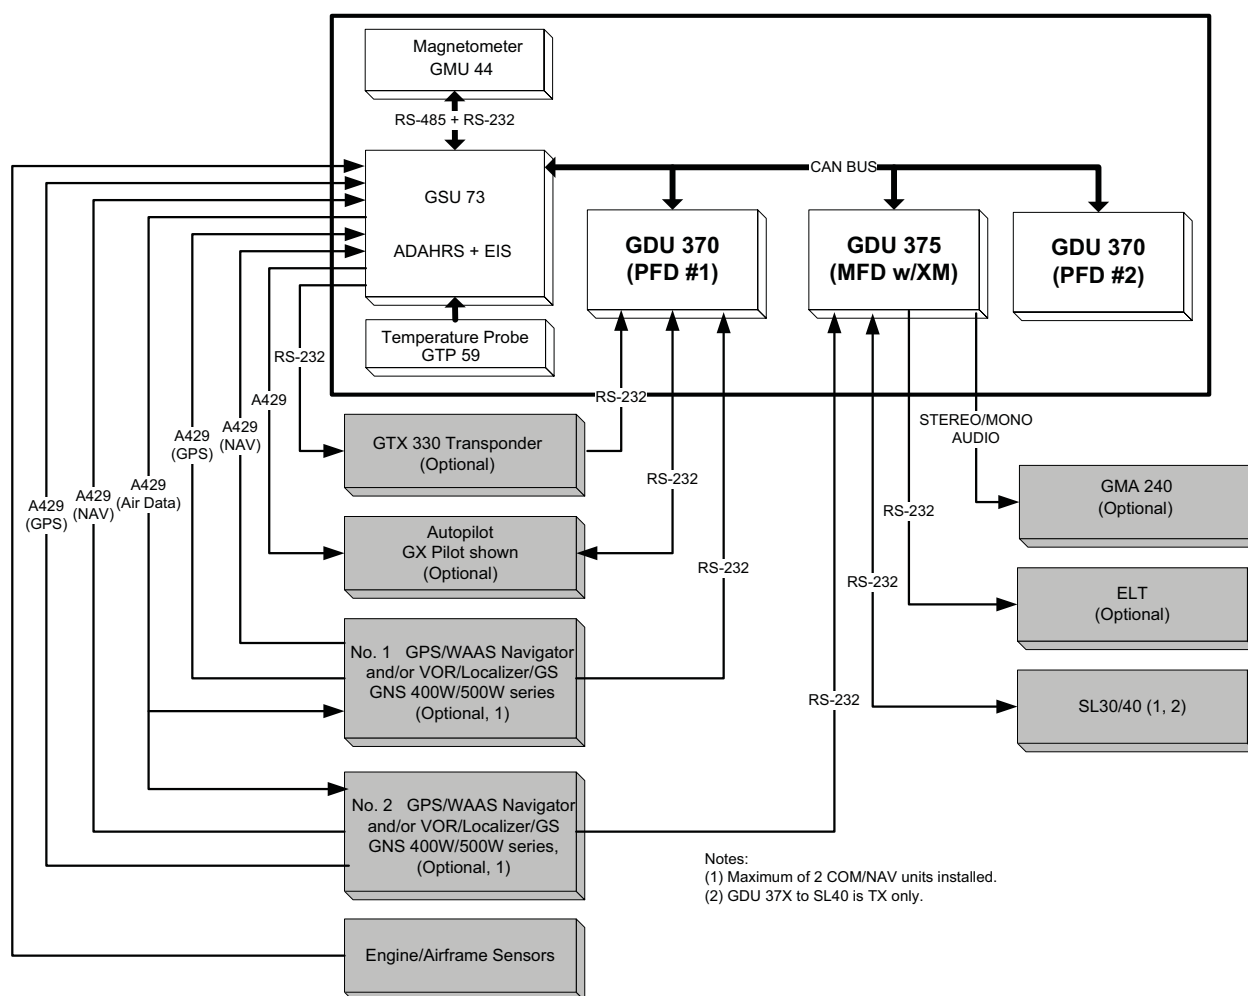 Magnetometer
GMU 44
RS-485 + RS-232
GSU 73
ADAHRS + EIS
CAN BUS
GDU 370
(PFD #1)
GDU 375
(MFD w/XM)
GDU 370
(PFD #2)
Temperature Probe
GTP 59
RS-232
A429
A429
(NAV)
A429
(GPS)
A429
(Air Data)
A429
(NAV)
A429
(GPS)
RS-232
STEREO/MONO
AUDIO
GTX 330 Transponder
(Optional)
RS-232
GMA 240
(Optional)
RS-232
Autopilot
GX Pilot shown
(Optional)
RS-232
RS-232
ELT
(Optional)
No. 1 GPS/WAAS Navigator
and/or VOR/Localizer/GS
GNS 400W/500W series
(Optional, 1)
RS-232
SL30/40 (1, 2)
No. 2 GPS/WAAS Navigator
and/or VOR/Localizer/GS
GNS 400W/500W series,
(Optional, 1)
Notes:
(1) Maximum of 2 COM/NAV units installed.
(2) GDU 37X to SL40 is TX only.
Engine/Airframe Sensors